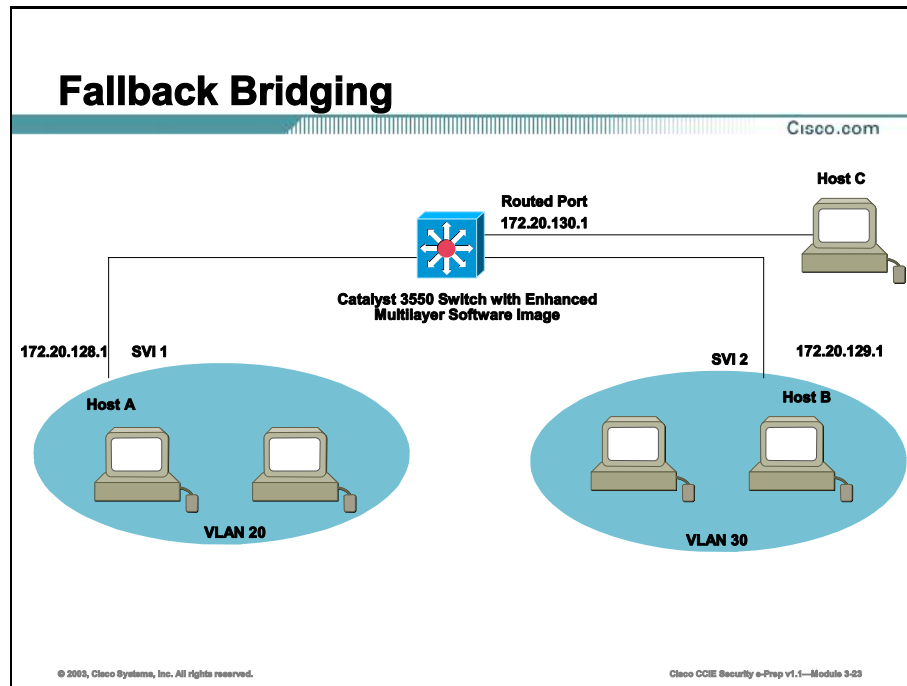 Fallback Bridging
Cisco.com
Host C
Routed Port
172.20.130.1
Catalyst 3550 Switch with Enhanced
Multilayer Software Image
172.20.128.1
SVI 1
172.20.129.1
SVI 2
Host A
Host B
VLAN 20
VLAN 30
© 2003, Cisco Systems, Inc. All rights reserved.
Cisco CCIE Security e-Prep v1.1—Module 3-23